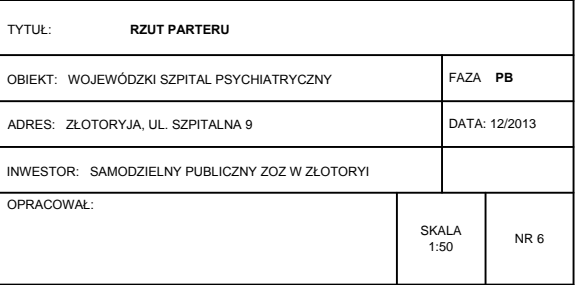 TYTUŁ: RZUT PARTERU
OBIEKT: WOJEWÓDZKI SZPITAL PSYCHIATRYCZNY
FAZA PB
ADRES: ZŁOTORYJA, UL. SZPITALNA 9
DATA: 12/2013
INWESTOR: SAMODZIELNY PUBLICZNY ZOZ W ZŁOTORYI
OPRACOWAŁ:
SKALA
1:50
NR 6